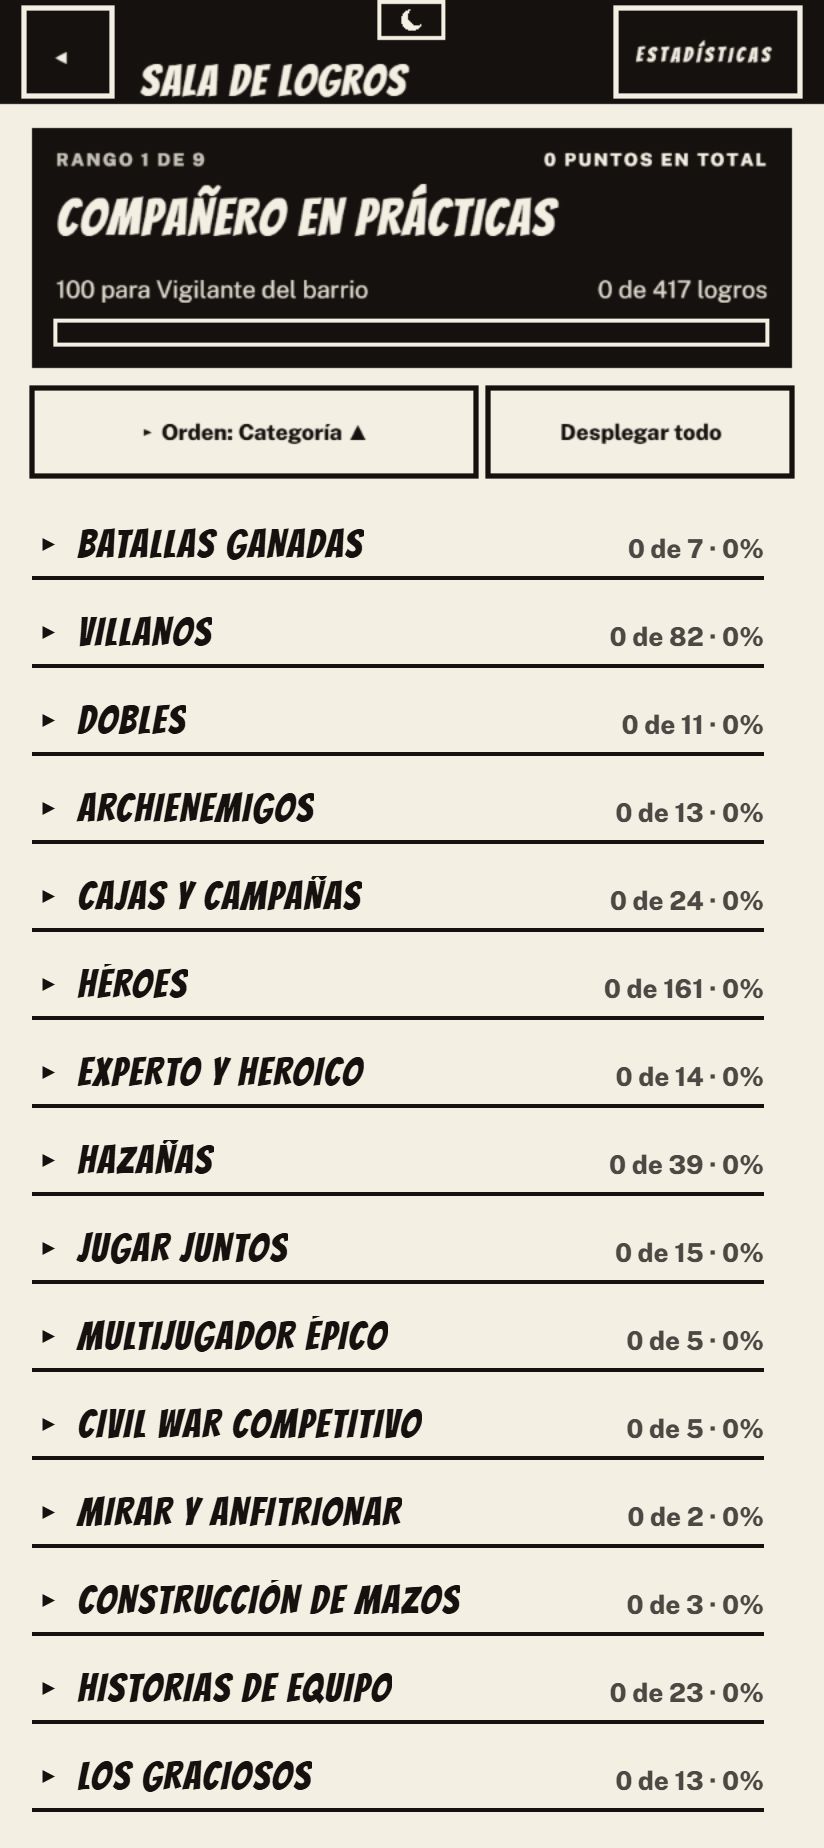 ◄
SALA DE LOGROS
ESTADÍSTICAS
RANGO 1 DE 9
0 PUNTOS EN TOTAL
COMPAÑERO EN PRÁCTICAS
100 para Vigilante del barrio
0 de 417 logros
► Orden: Categoría ▲
Desplegar todo
► BATALLAS GANADAS 0 de 7 · 0%
► VILLANOS 0 de 82 · 0%
► DOBLES 0 de 11 · 0%
► ARCHIENEMIGOS 0 de 13 · 0%
► CAJAS Y CAMPAÑAS 0 de 24 · 0%
► HÉROES 0 de 161 · 0%
► EXPERTO Y HEROICO 0 de 14 · 0%
► HAZAÑAS 0 de 39 · 0%
► JUGAR JUNTOS 0 de 15 · 0%
► MULTIJUGADOR ÉPICO 0 de 5 · 0%
► CIVIL WAR COMPETITIVO 0 de 5 · 0%
► MIRAR Y ANFITRIONAR 0 de 2 · 0%
► CONSTRUCCIÓN DE MAZOS 0 de 3 · 0%
► HISTORIAS DE EQUIPO 0 de 23 · 0%
► LOS GRACIOSOS 0 de 13 · 0%